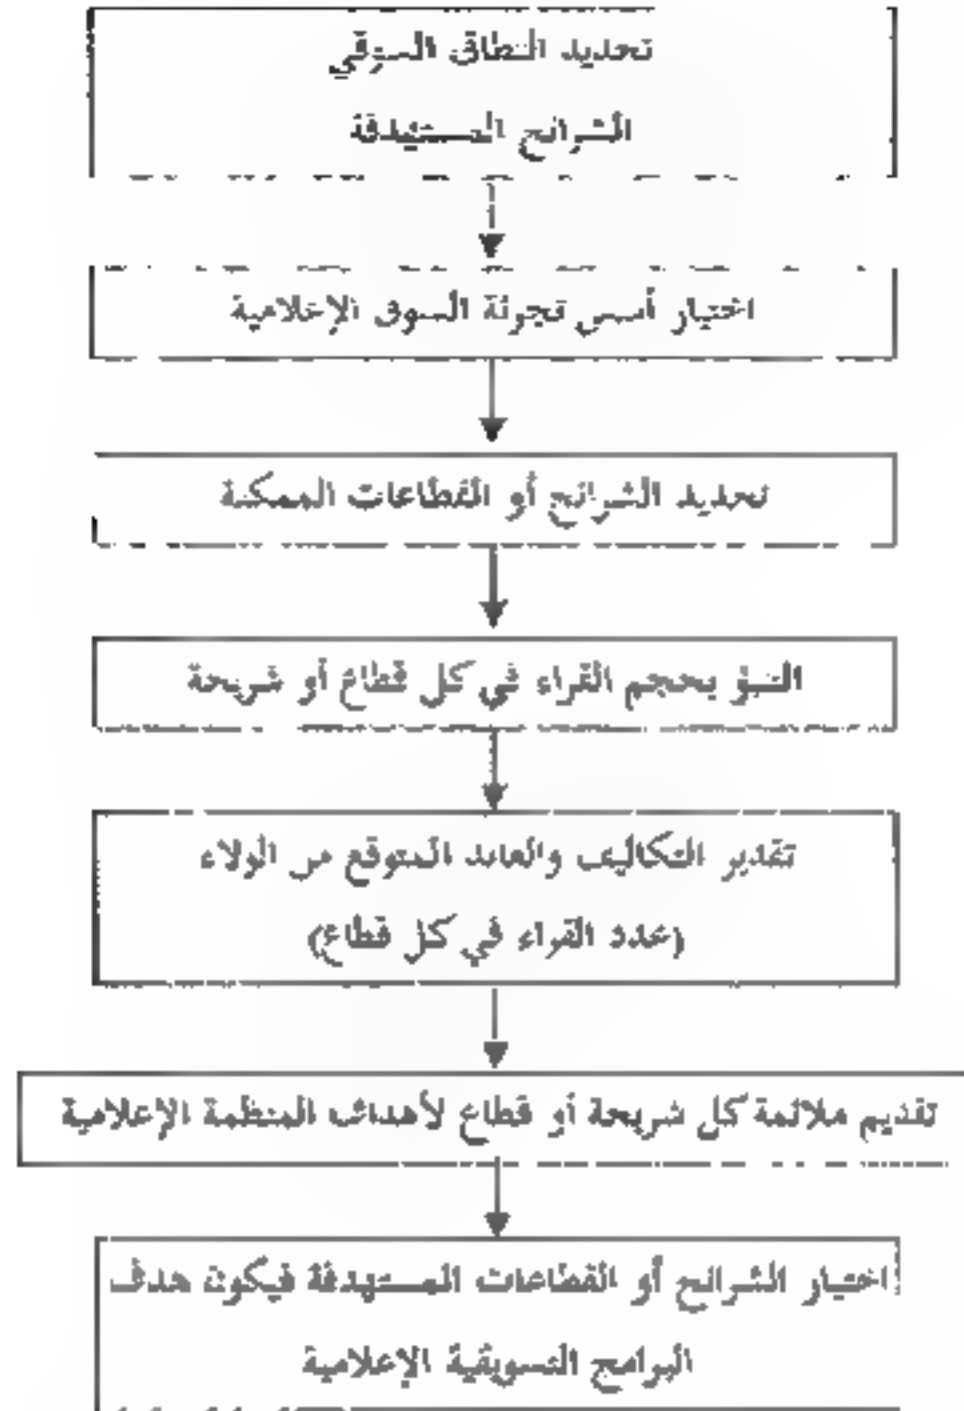 تحديد النطاق السوقي
الشرائح المستهدفة
اختيار أسس تجزئة السوق الإعلامية
تحديد الشرائح أو القطاعات الممكنة
التنبؤ بحجم القراء في كل قطاع أو شريحة
تقدير التكاليف والعائد المتوقع من الولاء
(عدد القراء في كل قطاع)
تقديم ملائمة كل شريحة أو قطاع لأهداف المنظمة الإعلامية
اختيار الشرائح أو القطاعات المستهدفة فيكون هدف
البرامج التسويقية الإعلامية